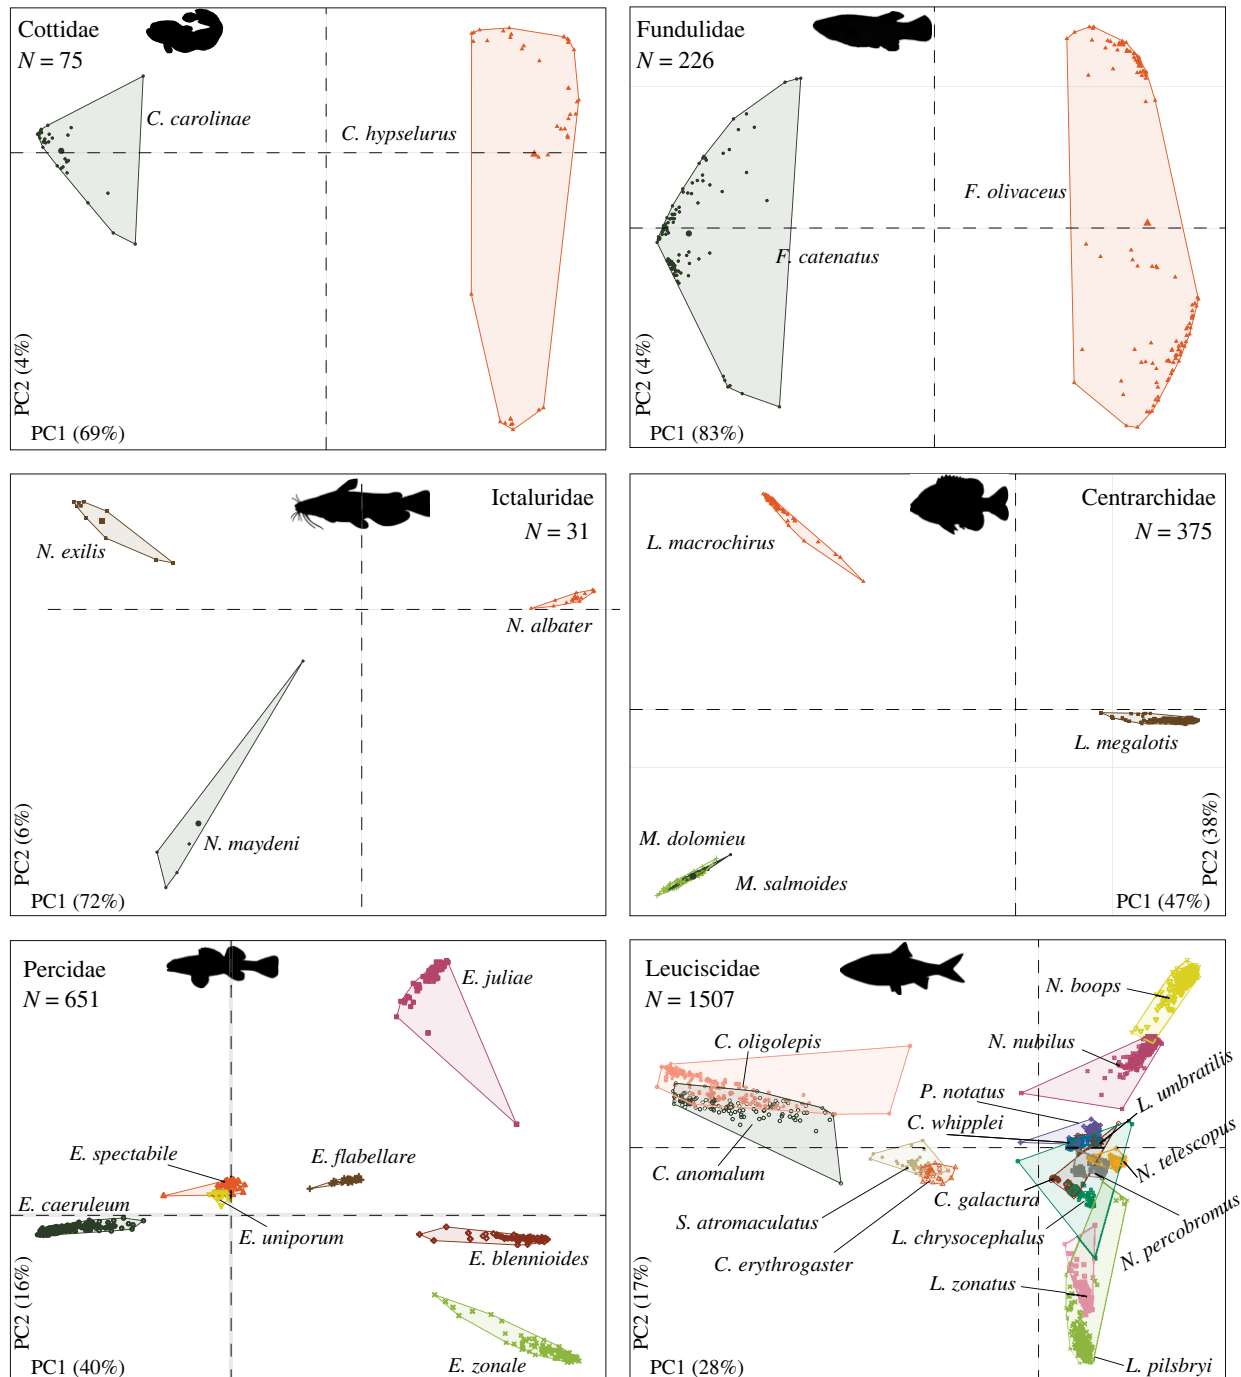 Cottidae
N = 75
C. carolinae
C. hypselurus
PC2 (4%)
PC1 (69%)
Fundulidae
N = 226
F. olivaceus
F. catenatus
PC2 (4%)
PC1 (83%)
Ictaluridae
N = 31
N. exilis
N. albater
N. maydeni
PC2 (6%)
PC1 (72%)
Centrarchidae
N = 375
L. macrochirus
L. megalotis
M. dolomieu
M. salmoides
PC2 (38%)
PC1 (47%)
Percidae
N = 651
E. juliae
E. spectabile
E. flabellare
E. caeruleum
E. uniporum
E. blennioides
E. zonale
PC2 (16%)
PC1 (40%)
Leuciscidae
N = 1507
N. boops
C. oligolepis
N. nubilus
L. umbratilis
P. notatus
C. whipplei
N. telescopus
C. anomalum
C. galactura
S. atromaculatus
N. percobromus
L. chrysocephalus
C. erythrogaster
L. zonatus
L. pilsbryi
PC2 (17%)
PC1 (28%)